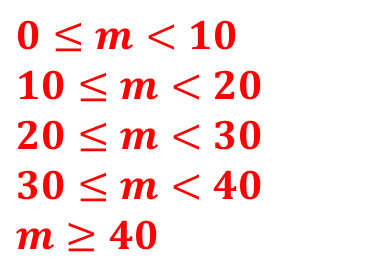 0 ≤ m < 10
10 ≤ m < 20
20 ≤ m < 30
30 ≤ m < 40
m ≥ 40